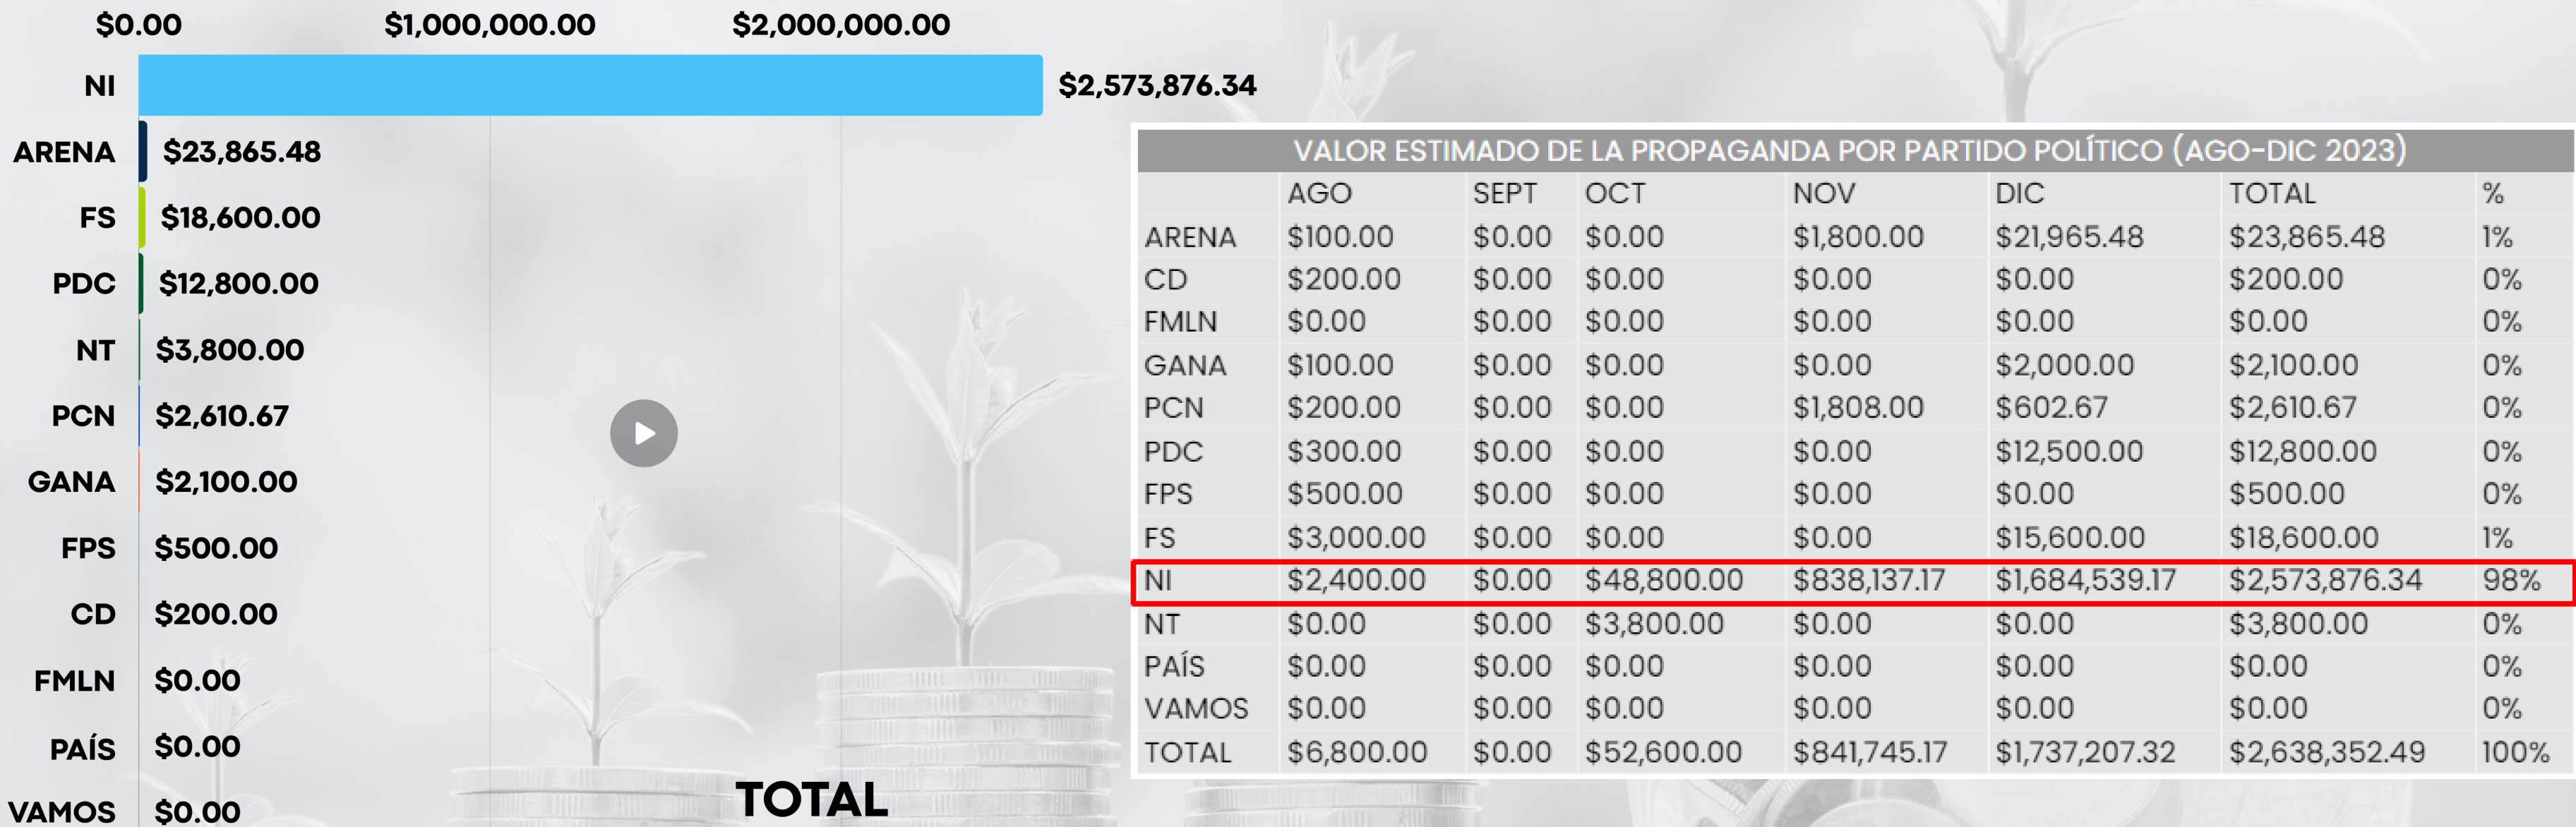 $0.00 $1,000,000.00 $2,000,000.00
NI $2,573,876.34
ARENA $23,865.48
FS $18,600.00
PDC $12,800.00
NT $3,800.00
PCN $2,610.67
GANA $2,100.00
FPS $500.00
CD $200.00
FMLN $0.00
PAÍS $0.00
VAMOS $0.00
TOTAL
VALOR ESTIMADO DE LA PROPAGANDA POR PARTIDO POLÍTICO (AGO-DIC 2023)
AGO SEPT OCT NOV DIC TOTAL %
ARENA $100.00 $0.00 $0.00 $1,800.00 $21,965.48 $23,865.48 1%
CD $200.00 $0.00 $0.00 $0.00 $0.00 $200.00 0%
FMLN $0.00 $0.00 $0.00 $0.00 $0.00 $0.00 0%
GANA $100.00 $0.00 $0.00 $0.00 $2,000.00 $2,100.00 0%
PCN $200.00 $0.00 $0.00 $1,808.00 $602.67 $2,610.67 0%
PDC $300.00 $0.00 $0.00 $0.00 $12,500.00 $12,800.00 0%
FPS $500.00 $0.00 $0.00 $0.00 $0.00 $500.00 0%
FS $3,000.00 $0.00 $0.00 $0.00 $15,600.00 $18,600.00 1%
NI $2,400.00 $0.00 $48,800.00 $838,137.17 $1,684,539.17 $2,573,876.34 98%
NT $0.00 $0.00 $3,800.00 $0.00 $0.00 $3,800.00 0%
PAÍS $0.00 $0.00 $0.00 $0.00 $0.00 $0.00 0%
VAMOS $0.00 $0.00 $0.00 $0.00 $0.00 $0.00 0%
TOTAL $6,800.00 $0.00 $52,600.00 $841,745.17 $1,737,207.32 $2,638,352.49 100%